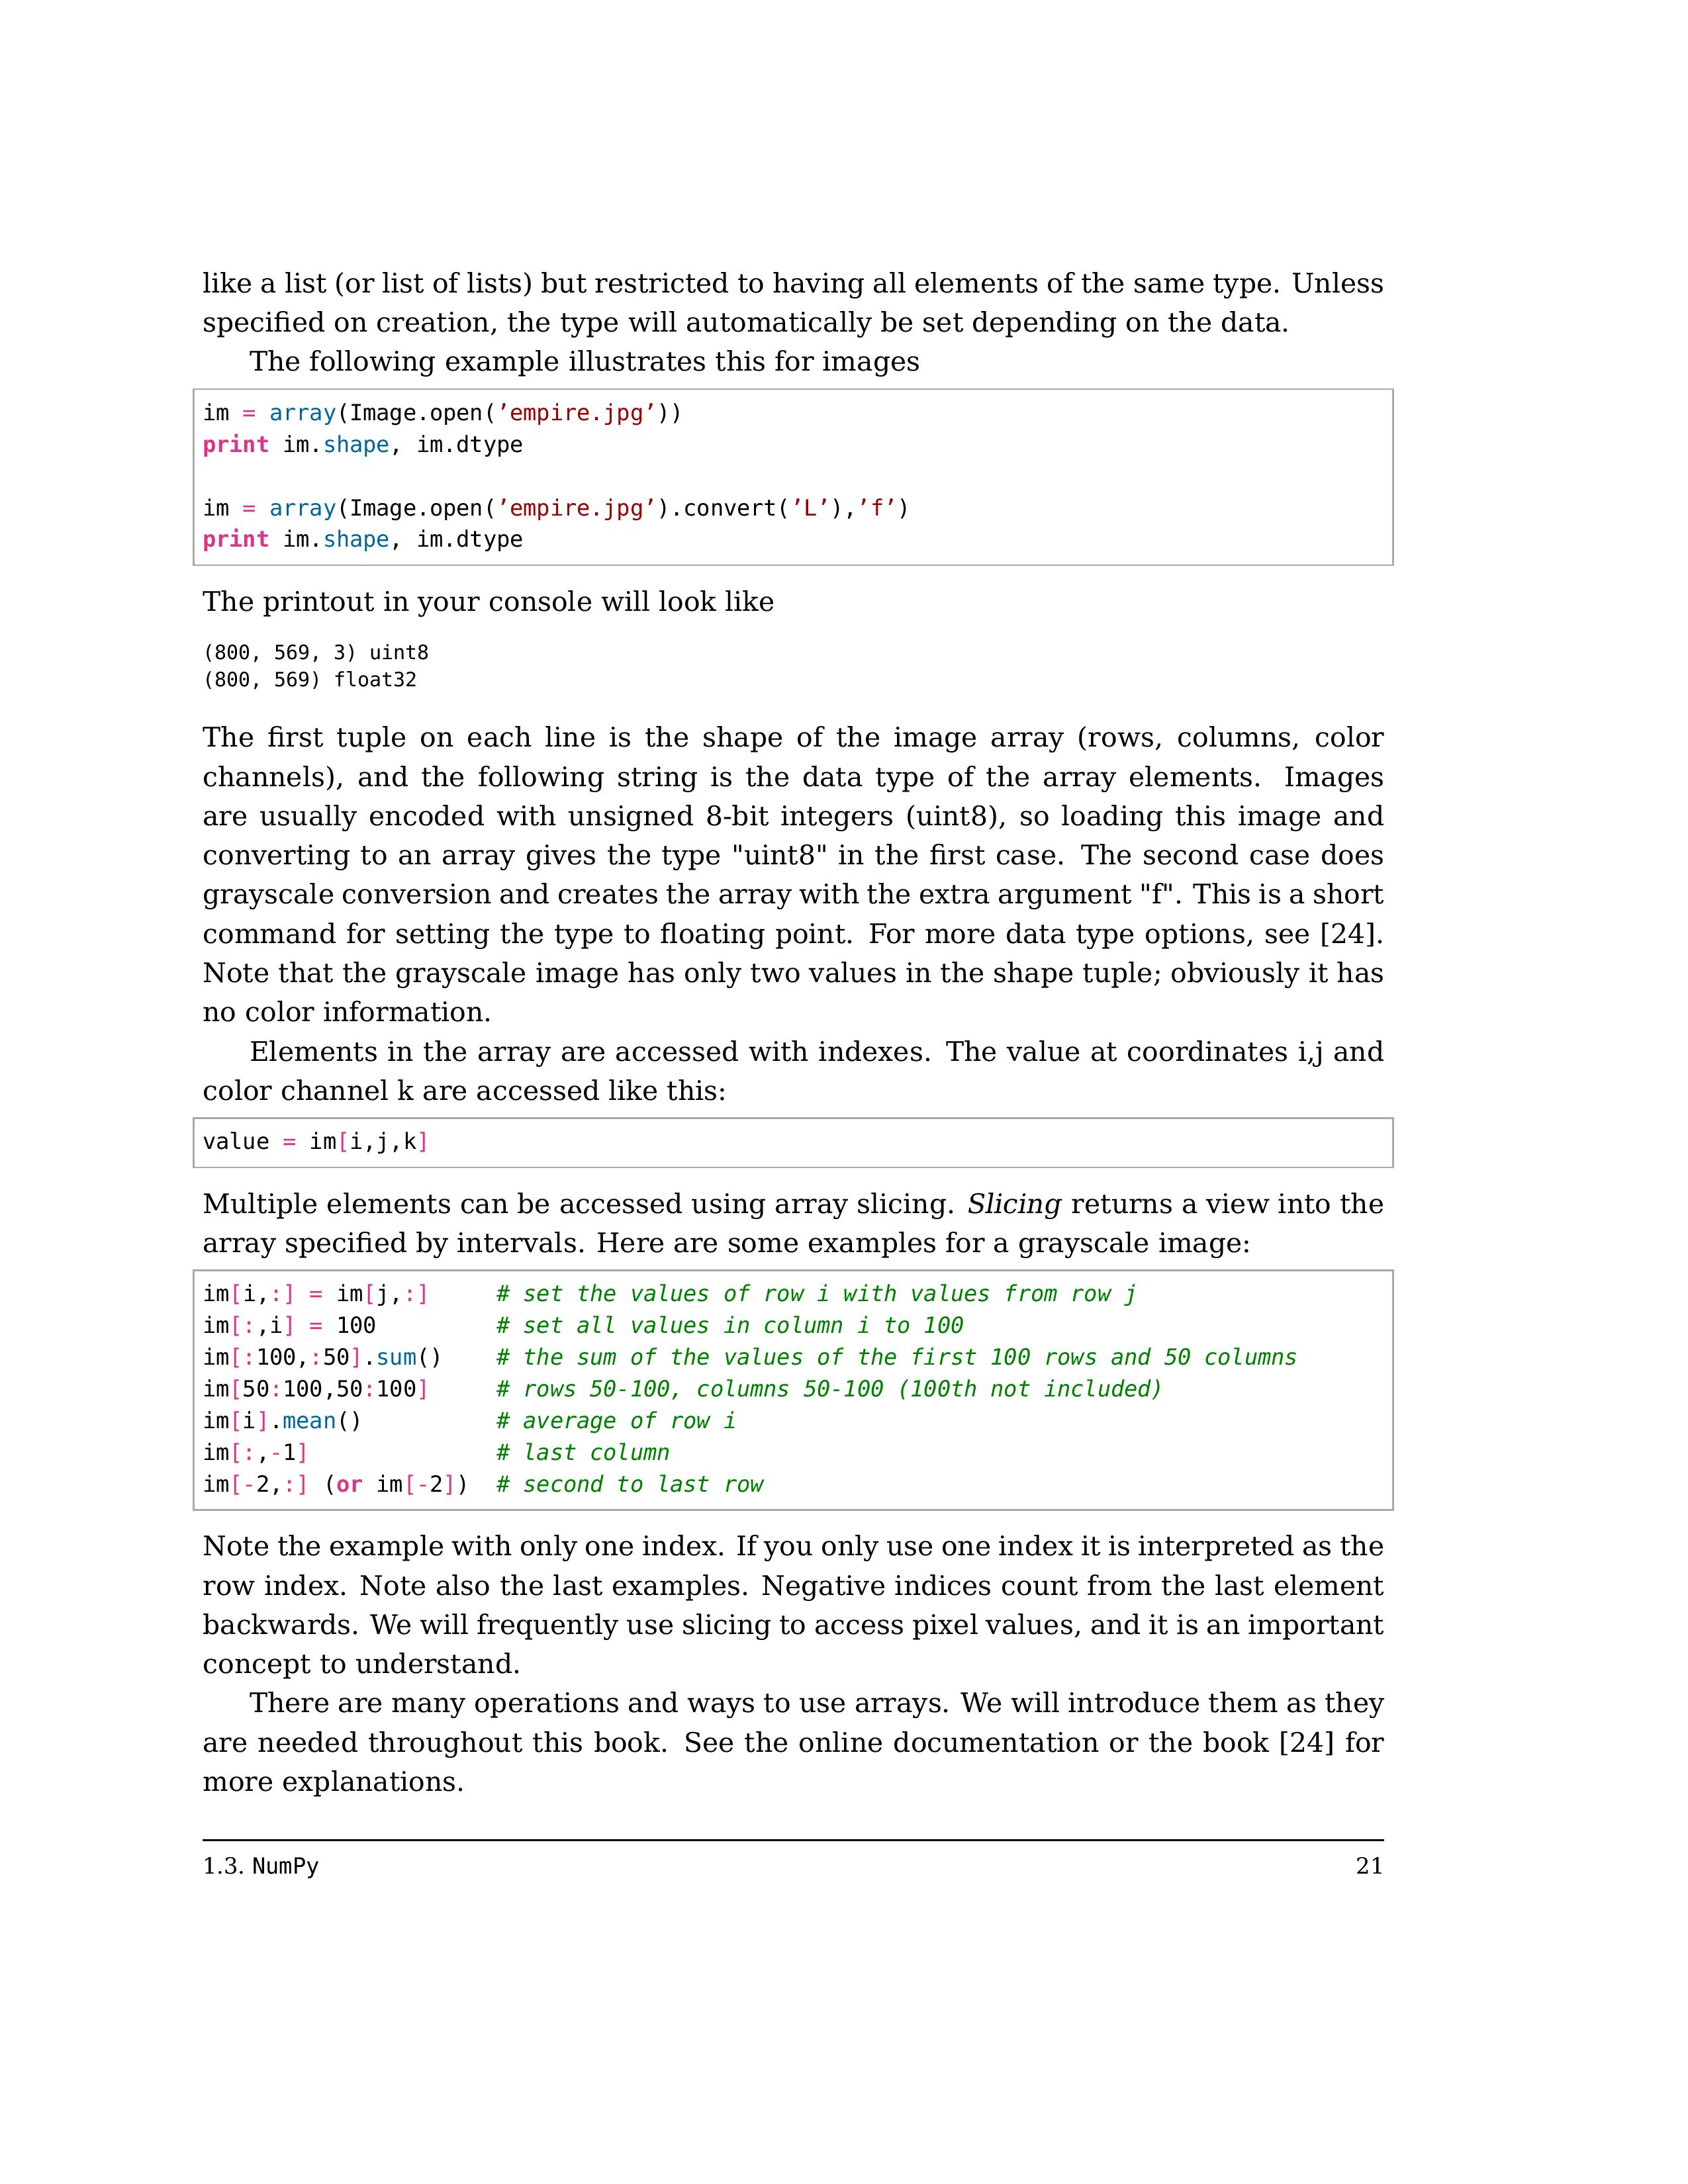 like a list (or list of lists) but restricted to having all elements of the same type. Unless
specified on creation, the type will automatically be set depending on the data.
The following example illustrates this for images
im = array(Image.open(’empire.jpg’))
print im.shape, im.dtype
im = array(Image.open(’empire.jpg’).convert(’L’),’f’)
print im.shape, im.dtype
The printout in your console will look like
(800, 569, 3) uint8
(800, 569) float32
The first tuple on each line is the shape of the image array (rows, columns, color
channels), and the following string is the data type of the array elements. Images
are usually encoded with unsigned 8-bit integers (uint8), so loading this image and
converting to an array gives the type "uint8" in the first case. The second case does
grayscale conversion and creates the array with the extra argument "f". This is a short
command for setting the type to floating point. For more data type options, see [24].
Note that the grayscale image has only two values in the shape tuple; obviously it has
no color information.
Elements in the array are accessed with indexes. The value at coordinates i,j and
color channel k are accessed like this:
value = im[i,j,k]
Multiple elements can be accessed using array slicing. Slicing returns a view into the
array specified by intervals. Here are some examples for a grayscale image:
im[i,:] = im[j,:] # set the values of row i with values from row j
im[:,i] = 100 # set all values in column i to 100
im[:100,:50].sum() # the sum of the values of the first 100 rows and 50 columns
im[50:100,50:100] # rows 50-100, columns 50-100 (100th not included)
im[i].mean() # average of row i
im[:,-1] # last column
im[-2,:] (or im[-2]) # second to last row
Note the example with only one index. If you only use one index it is interpreted as the
row index. Note also the last examples. Negative indices count from the last element
backwards. We will frequently use slicing to access pixel values, and it is an important
concept to understand.
There are many operations and ways to use arrays. We will introduce them as they
are needed throughout this book. See the online documentation or the book [24] for
more explanations.
1.3. NumPy 21